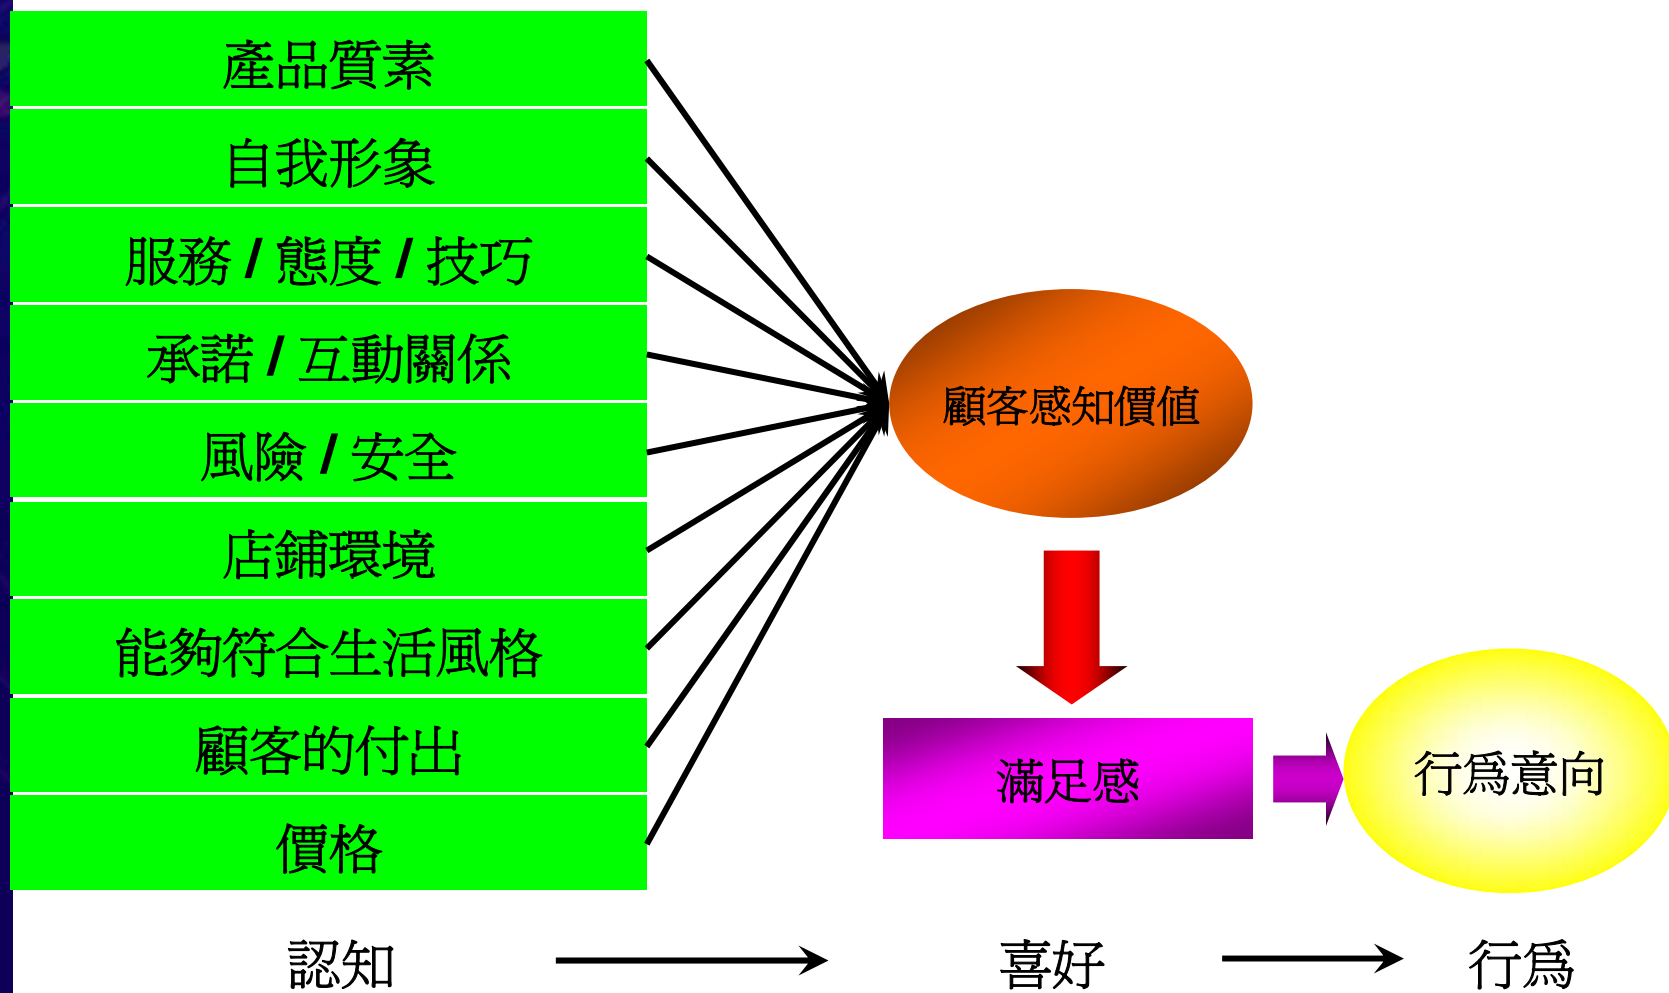 產品質素
自我形象
服務 / 態度 / 技巧
承諾 / 互動關係
風險 / 安全
店鋪環境
能夠符合生活風格
顧客的付出
價格
顧客感知價值
滿足感
行爲意向
認知
喜好
行爲